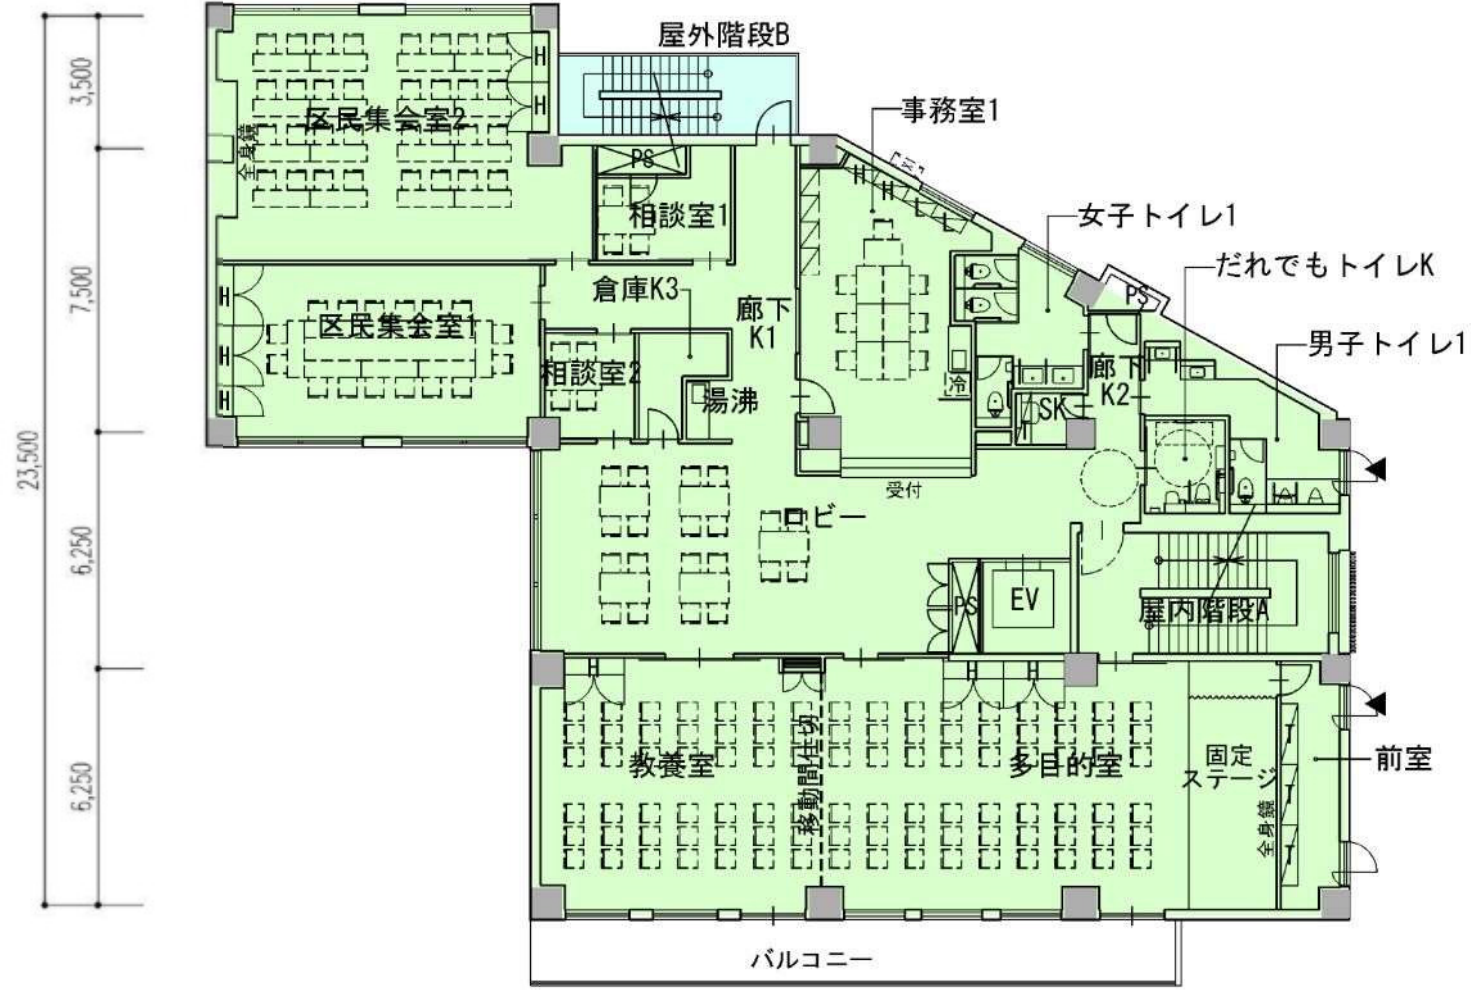 屋外階段B
3,500
H
H
区民集会室2
全身鏡
事務室1
PS
H
H
L
L
相談室1
女子トイレ1
だれでもトイレK
7,500
倉庫K3
PS
H
区民集会室1
廊下
K1
男子トイレ1
H
相談室2
廊下
K2
冷
H
湯沸
SK
23,500
受付
ロビー
6,250
PS
EV
屋内階段A
H
H
H
教養室
移動間仕切
多目的室
固定
ステージ
前室
6,250
全身鏡
バルコニー